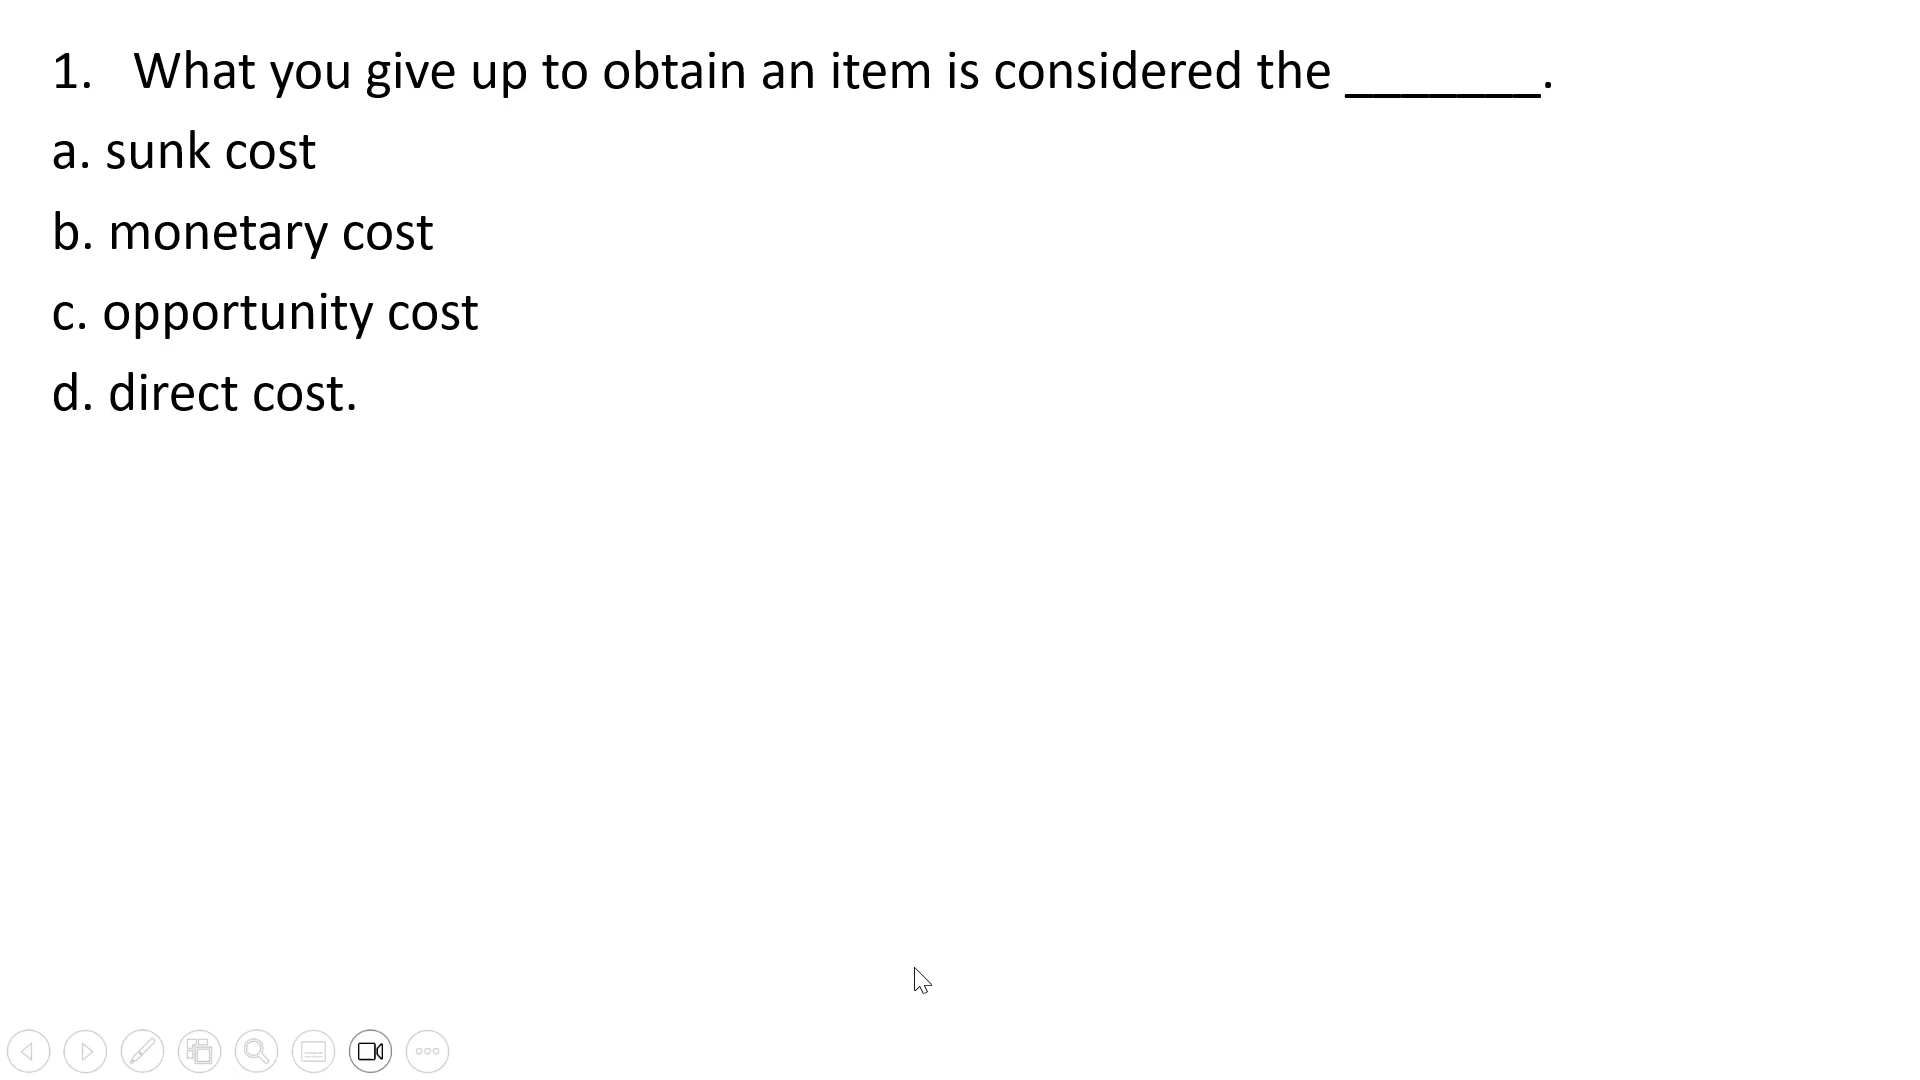 1. What you give up to obtain an item is considered the _______.
a. sunk cost
b. monetary cost
c. opportunity cost
d. direct cost.